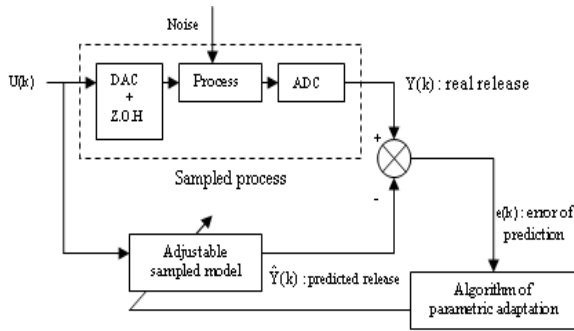 Noise
U(k)
DAC
+
Z.O.H
Process
ADC
Y(k) : real release
+
Sampled process
-
e(k) : error of
prediction
Adjustable
sampled model
Ŷ(k) : predicted release
Algorithm of
parametric adaptation